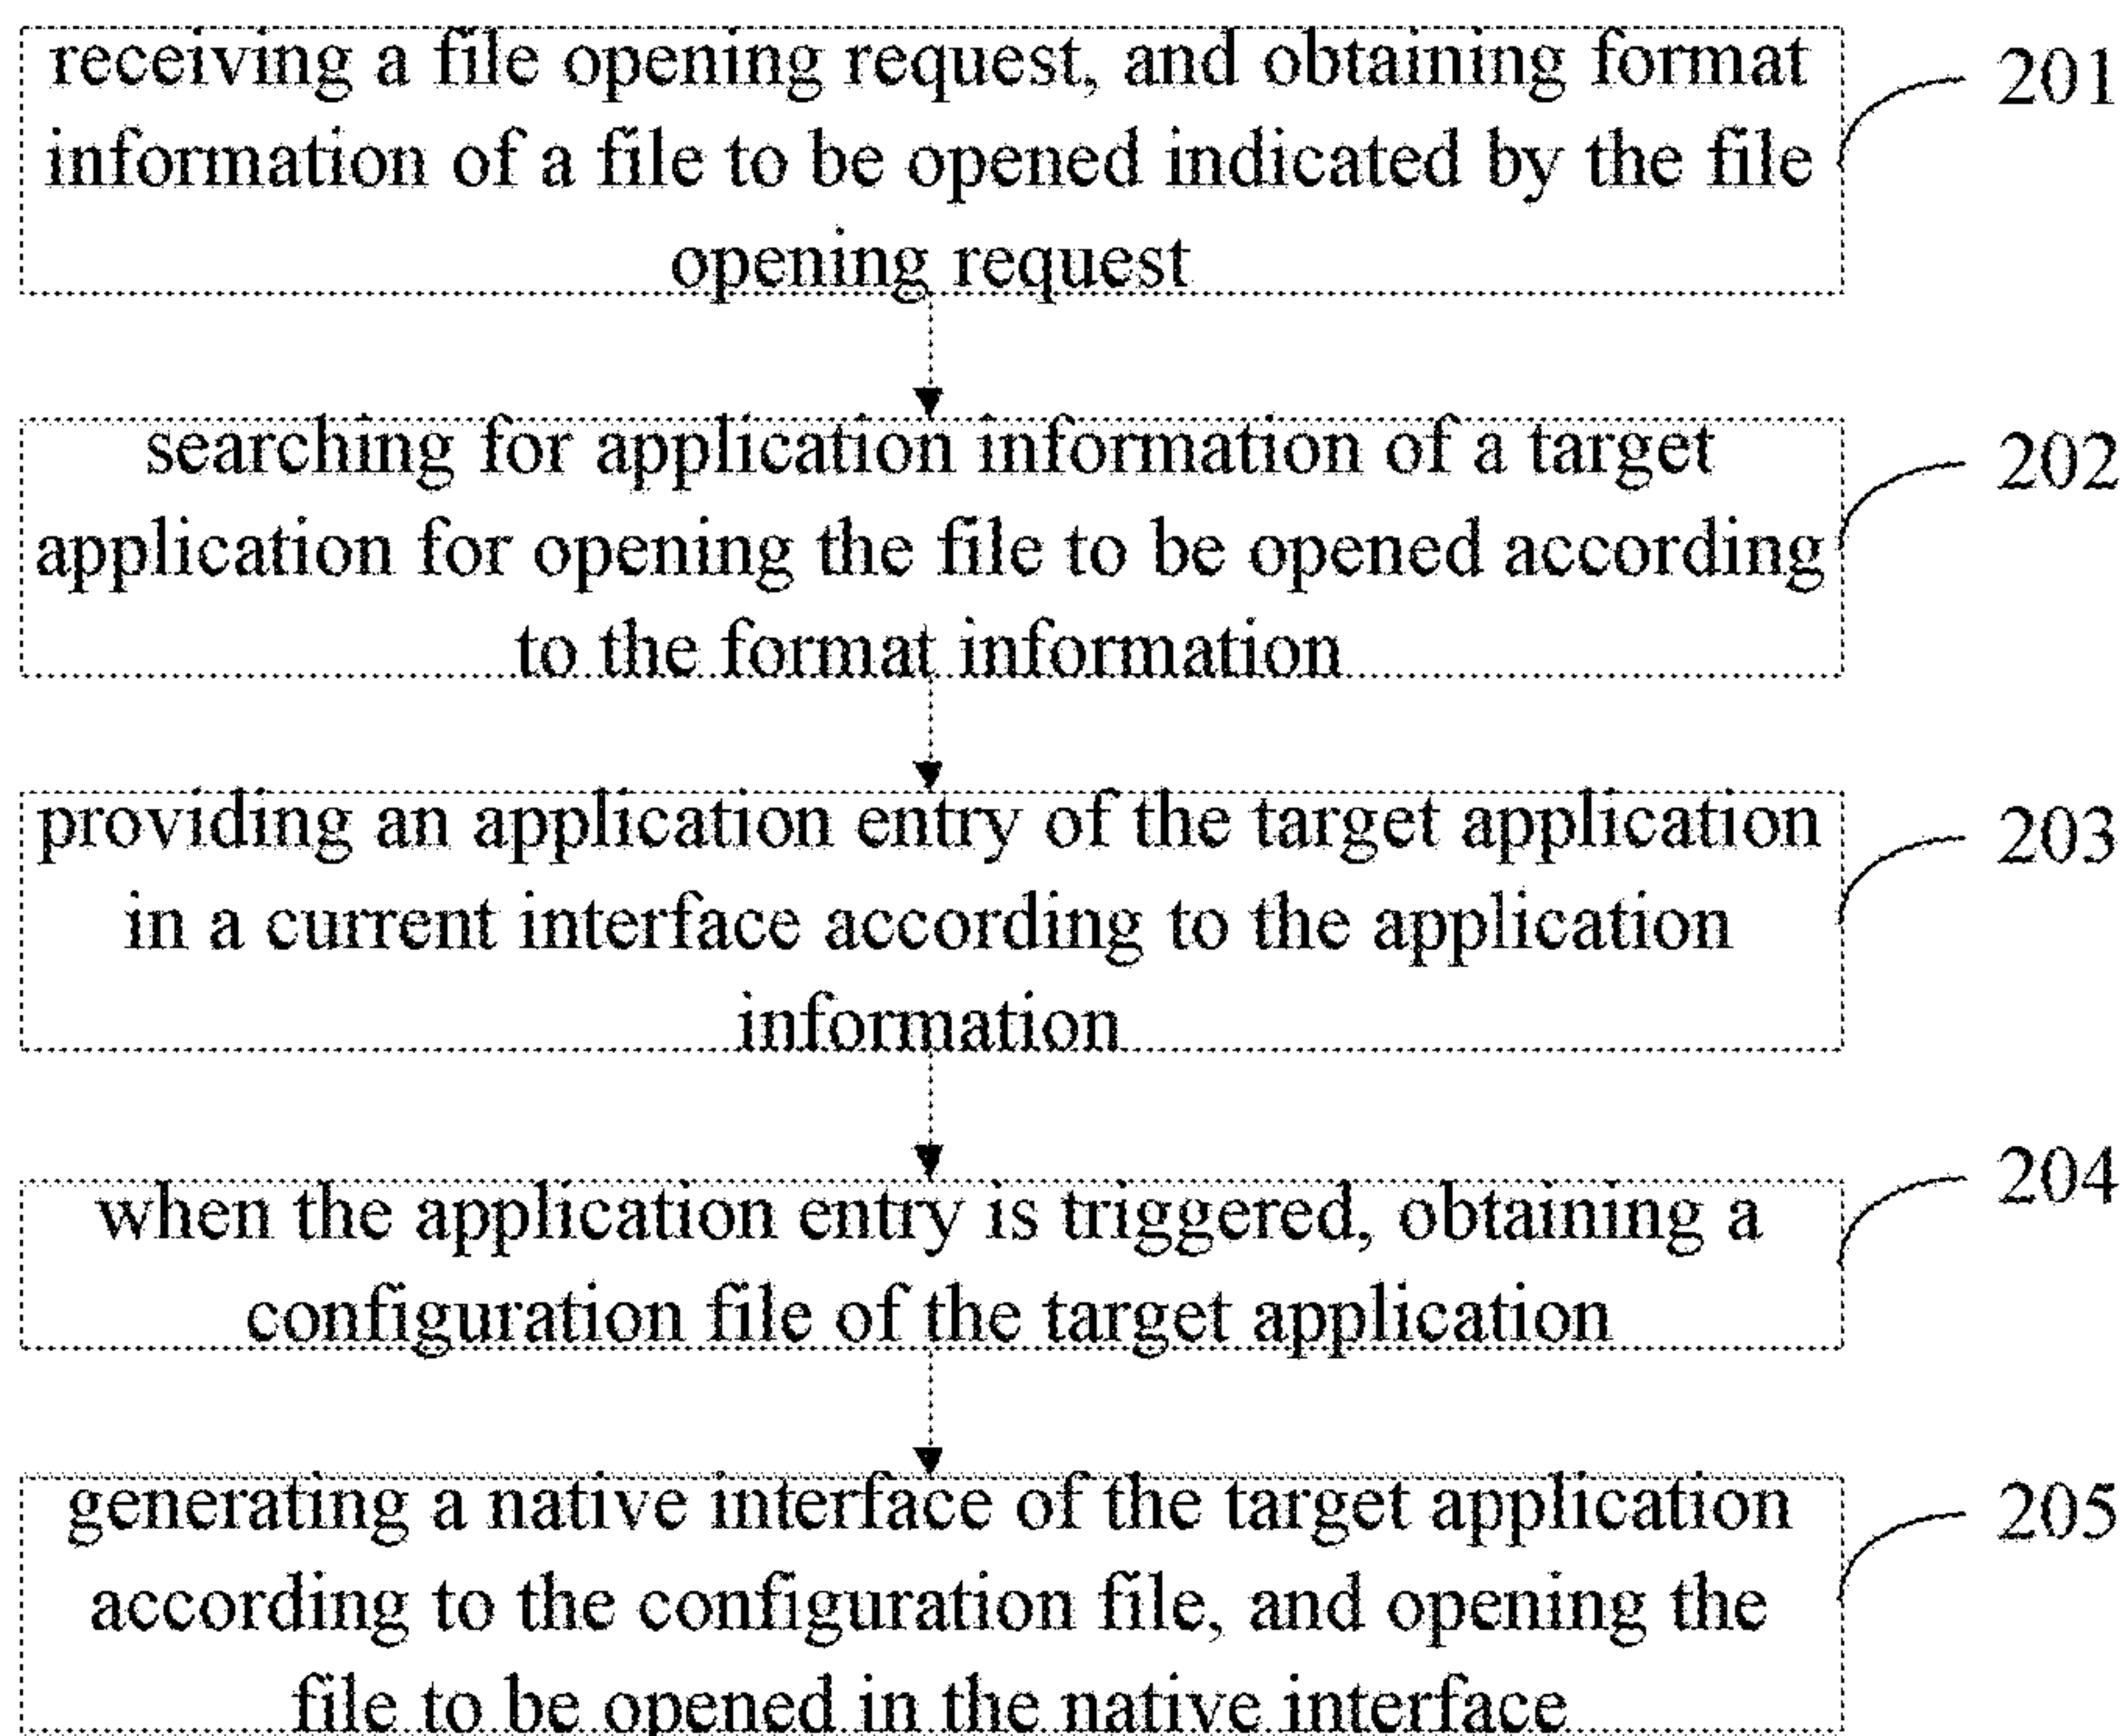 receiving a file opening request, and obtaining format
information of a file to be opened indicated by the file
opening request
201
searching for application information of a target
application for opening the file to be opened according
to the format information
202
providing an application entry of the target application
in a current interface according to the application
information
203
when the application entry is triggered, obtaining a
configuration file of the target application
204
generating a native interface of the target application
according to the configuration file, and opening the
file to be opened in the native interface
205